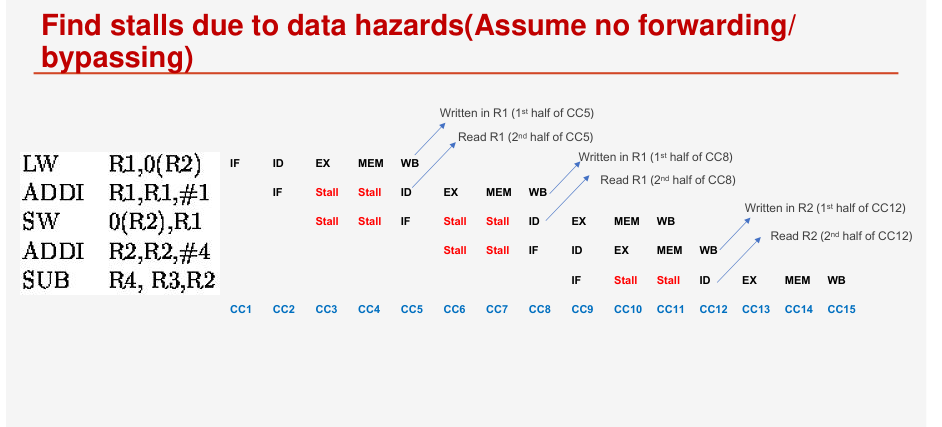 Find stalls due to data hazards(Assume no forwarding/
bypassing)
Written in R1 (1st half of CC5)
Read R1 (2nd half of CC5)
Written in R1 (1st half of CC8)
Read R1 (2nd half of CC8)
Written in R2 (1st half of CC12)
Read R2 (2nd half of CC12)
LW R1,0(R2) IF ID EX MEM WB
ADDI R1,R1,#1 IF Stall Stall ID EX MEM WB
SW 0(R2),R1 Stall Stall IF Stall Stall ID EX MEM WB
ADDI R2,R2,#4 Stall Stall IF ID EX MEM WB
SUB R4, R3,R2 IF Stall Stall ID EX MEM WB
CC1 CC2 CC3 CC4 CC5 CC6 CC7 CC8 CC9 CC10 CC11 CC12 CC13 CC14 CC15